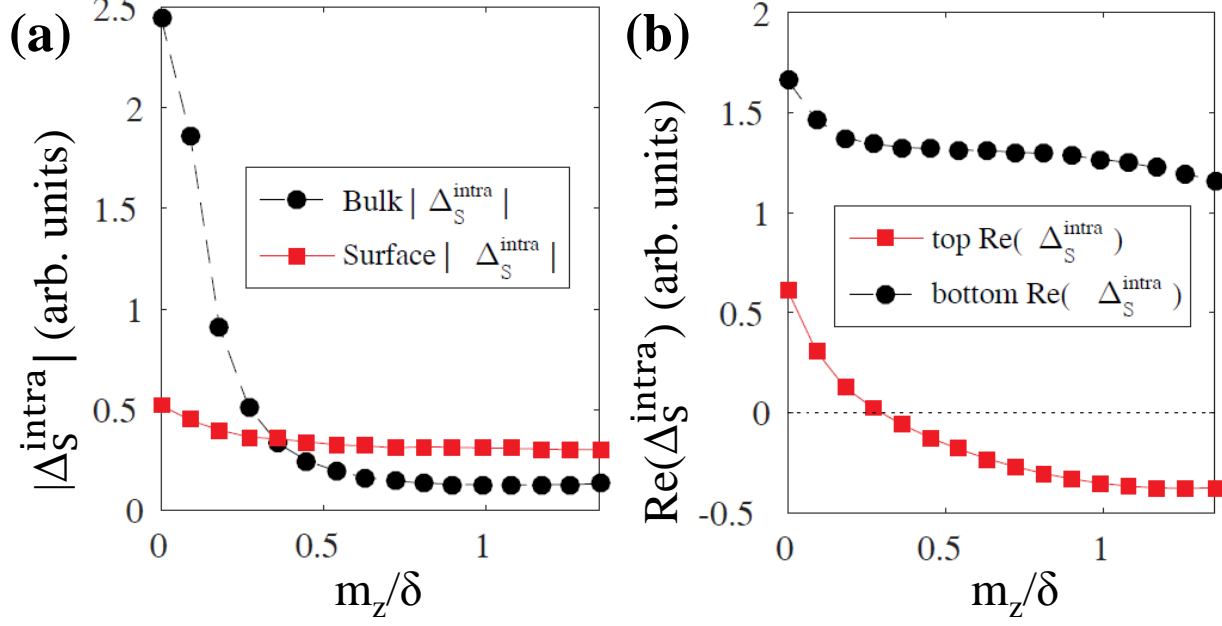 (a)
|Δ_S^intra| (arb. units)
2.5
2
1.5
1
0.5
0
Bulk | Δ_S^intra |
Surface | Δ_S^intra |
0
0.5
1
m_z/δ
(b)
Re(Δ_S^intra) (arb. units)
2
1.5
1
0.5
0
-0.5
top Re( Δ_S^intra )
bottom Re( Δ_S^intra )
0
0.5
1
m_z/δ